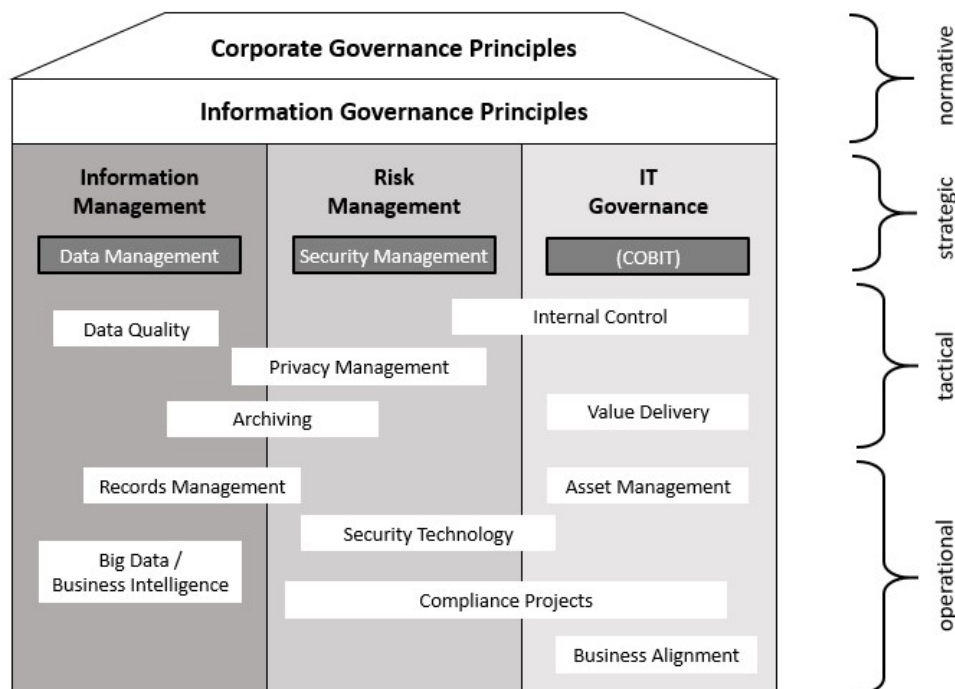 Corporate Governance Principles
Information Governance Principles
Information
Management
Risk
Management
IT
Governance
Data Management
Security Management
(COBIT)
Data Quality
Internal Control
Privacy Management
Archiving
Value Delivery
Records Management
Asset Management
Security Technology
Big Data /
Business Intelligence
Compliance Projects
Business Alignment
normative
strategic
tactical
operational